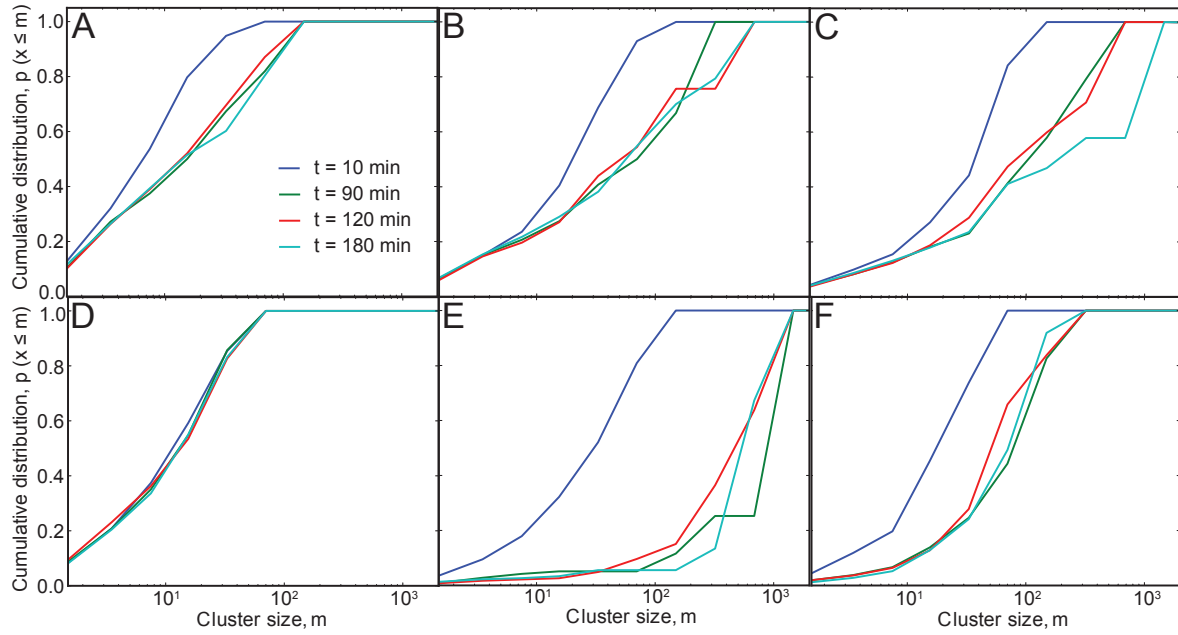 A
B
C
Cumulative distribution, p (x ≤ m)
1.0
0.8
0.6
0.4
0.2
0.0
t = 10 min
t = 90 min
t = 120 min
t = 180 min
D
E
F
Cumulative distribution, p (x ≤ m)
1.0
0.8
0.6
0.4
0.2
0.0
10¹ 10² 10³
10¹ 10² 10³
10¹ 10² 10³
Cluster size, m
Cluster size, m
Cluster size, m